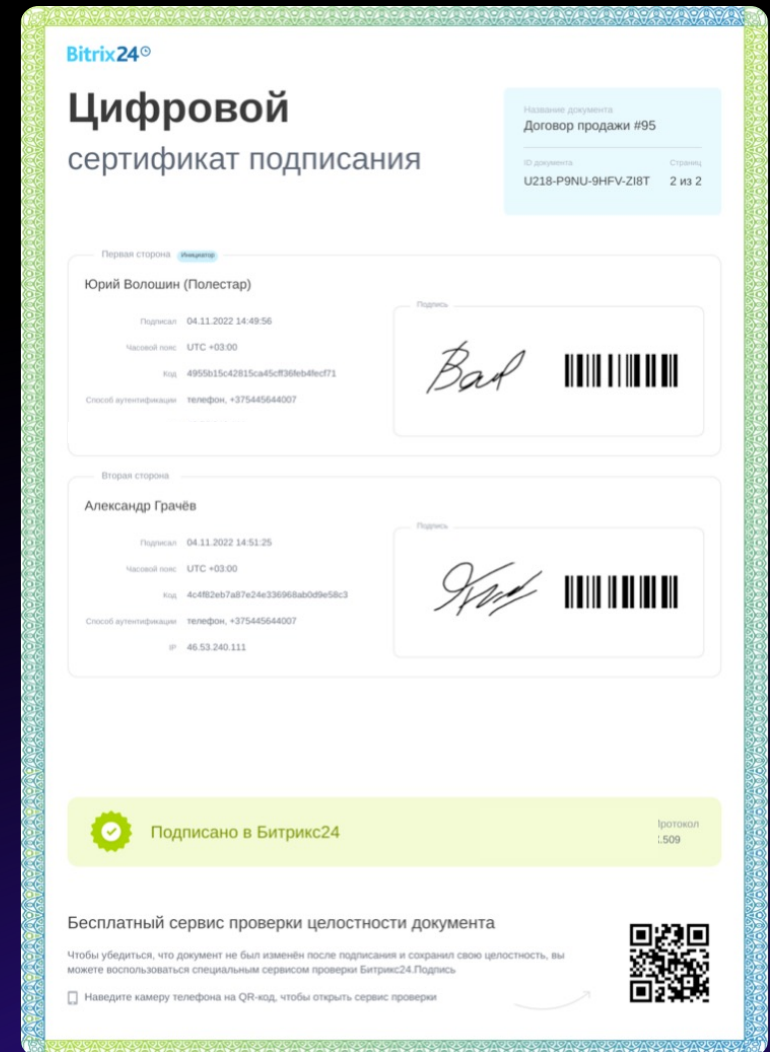 Bitrix24
Цифровой
сертификат подписания
Название документа
Договор продажи #95
ID документа
Страниц
U218-P9NU-9HFV-ZI8T
2 из 2
Первая сторона
Инициатор
Юрий Волошин (Полестар)
Подписал 04.11.2022 14:49:56
Часовой пояс UTC +03:00
Код 4955b15c42815ca45cff36feb4fecf71
Способ аутентификации телефон, +375445644007
Подпись
Вторая сторона
Александр Грачёв
Подписал 04.11.2022 14:51:25
Часовой пояс UTC +03:00
Код 4c4f82eb7a87e24e336968ab0d9e58c3
Способ аутентификации телефон, +375445644007
IP 46.53.240.111
Подпись
Подписано в Битрикс24
.509
Бесплатный сервис проверки целостности документа
Чтобы убедиться, что документ не был изменён после подписания и сохранил свою целостность, вы
можете воспользоваться специальным сервисом проверки Битрикс24.Подпись
Наведите камеру телефона на QR-код, чтобы открыть сервис проверки